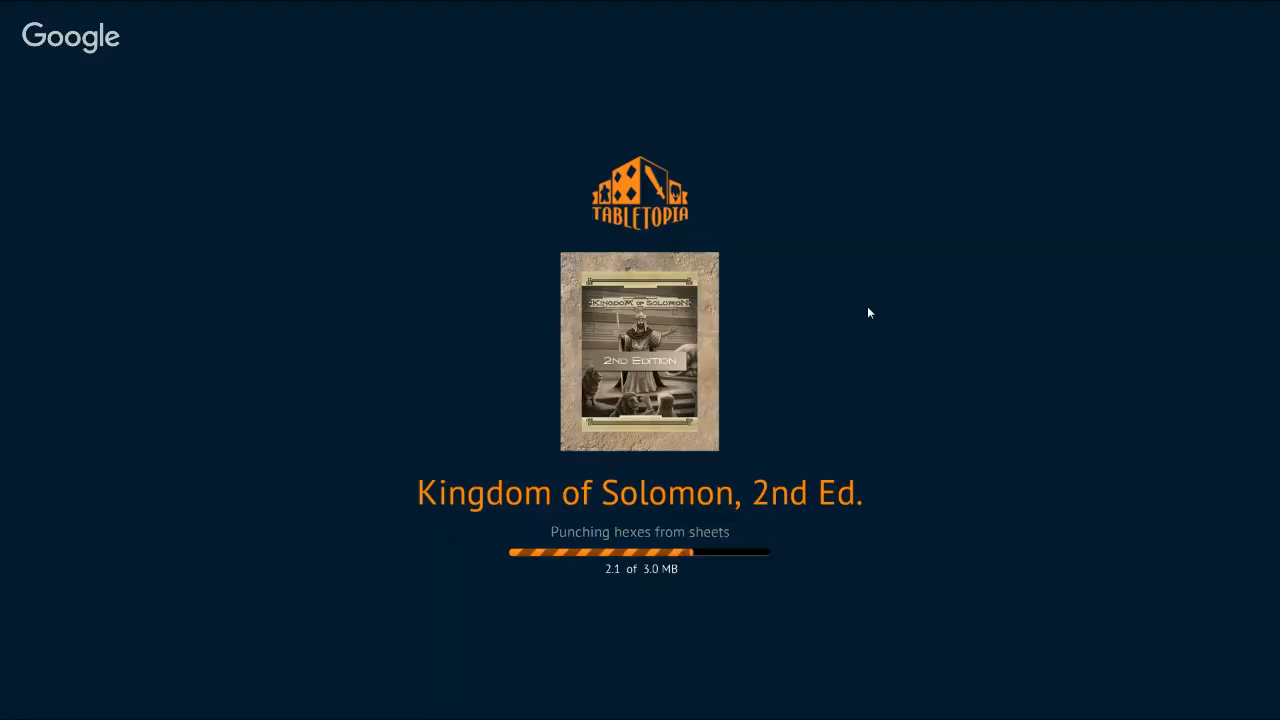 Google
TABLETOPIA
KINGDOM OF SOLOMON
2ND EDITION
Kingdom of Solomon, 2nd Ed.
Punching hexes from sheets
2.1 of 3.0 MB